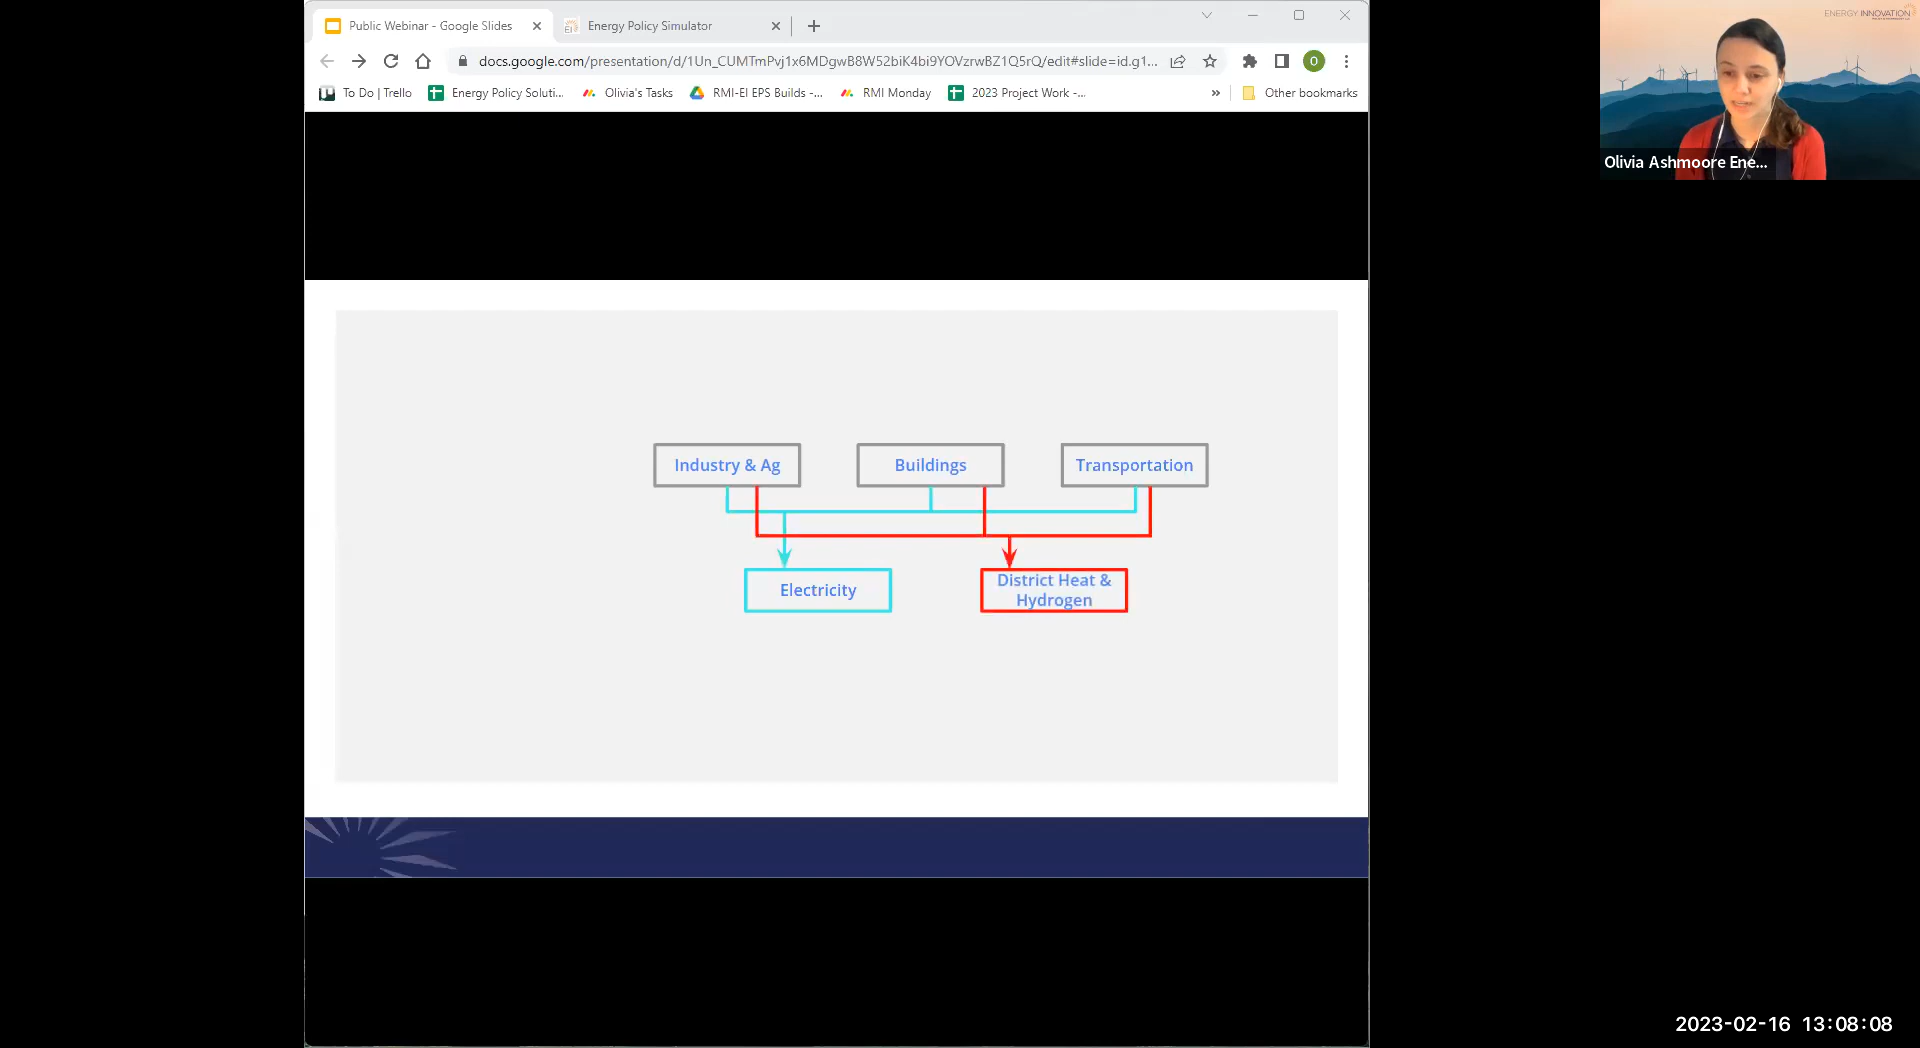 Public Webinar - Google Slides
Energy Policy Simulator
docs.google.com/presentation/d/1Un_CUMTmPvj1x6MDgwB8W52biK4bi9YOVzrwBZ1Q5rQ/edit#slide=id.g1...
O
To Do | Trello
Energy Policy Soluti...
Olivia's Tasks
RMI-EI EPS Builds -...
RMI Monday
2023 Project Work -...
»
Other bookmarks
ENERGY INNOVATION
Olivia Ashmoore Ene...
Industry & Ag
Buildings
Transportation
Electricity
District Heat &
Hydrogen
2023-02-16 13:08:08